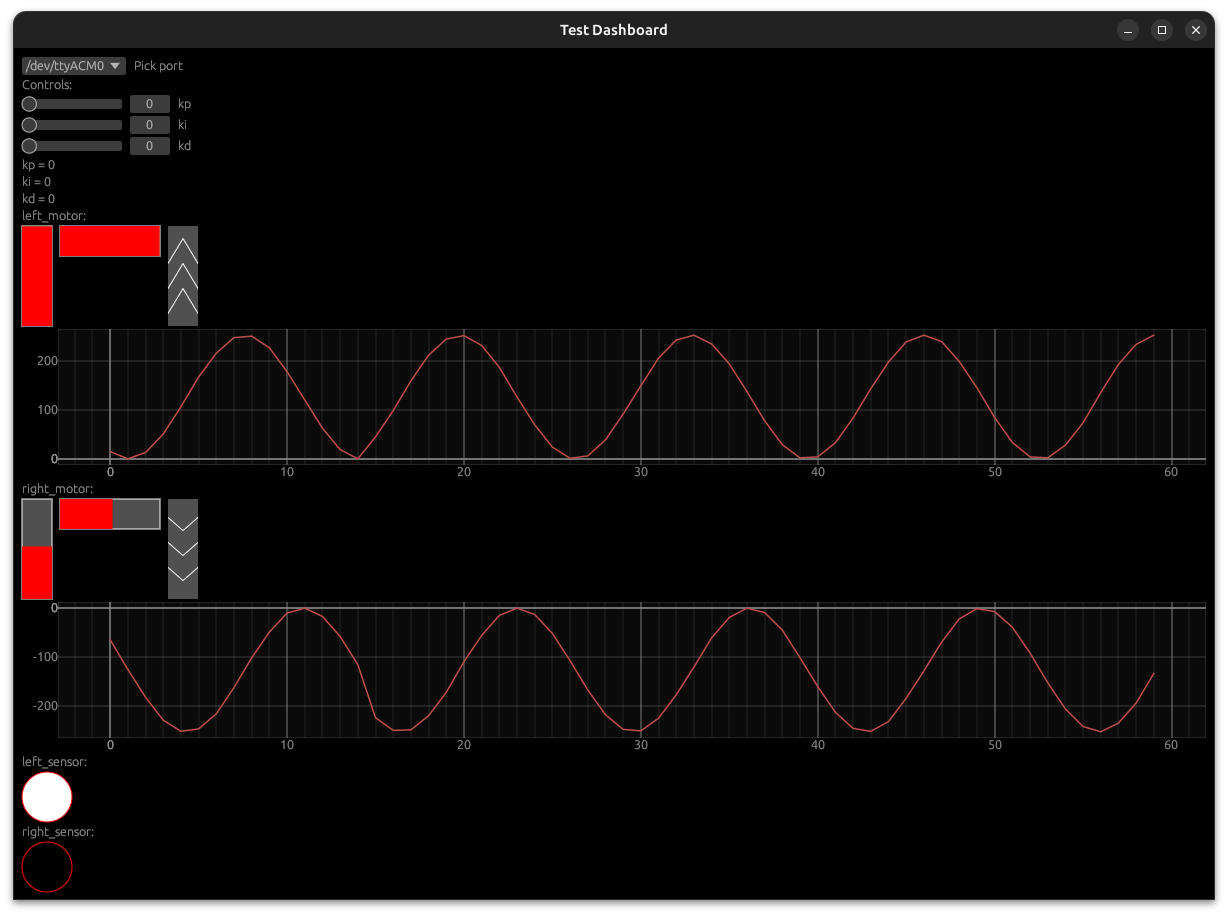 Test Dashboard
/dev/ttyACM0 Pick port
Controls:
0 kp
0 ki
0 kd
kp = 0
ki = 0
kd = 0
left_motor:
200
100
0
0 10 20 30 40 50 60
right_motor:
0
-100
-200
0 10 20 30 40 50 60
left_sensor:
right_sensor: